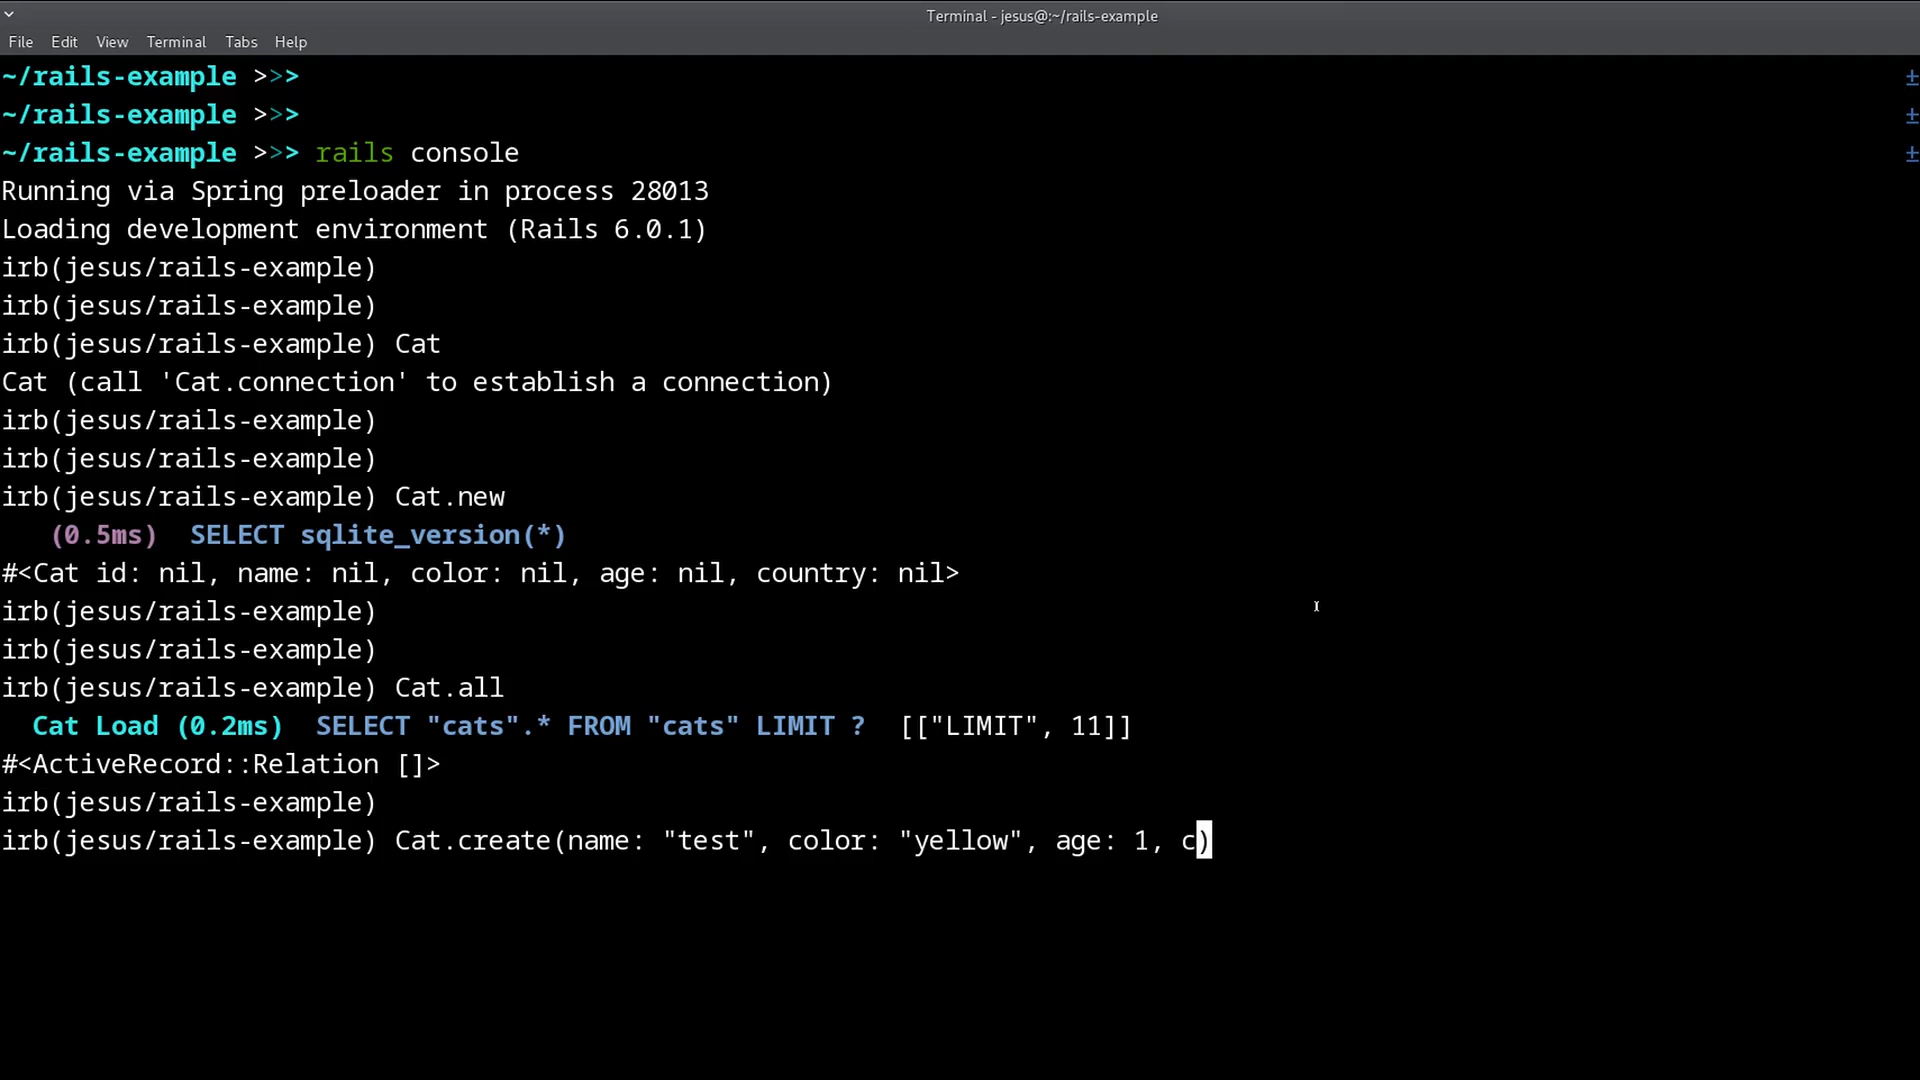 Terminal - jesus@:~/rails-example
File Edit View Terminal Tabs Help
~/rails-example >>> ±
~/rails-example >>> ±
~/rails-example >>> rails console ±
Running via Spring preloader in process 28013
Loading development environment (Rails 6.0.1)
irb(jesus/rails-example)
irb(jesus/rails-example)
irb(jesus/rails-example) Cat
Cat (call 'Cat.connection' to establish a connection)
irb(jesus/rails-example)
irb(jesus/rails-example)
irb(jesus/rails-example) Cat.new
   (0.5ms)  SELECT sqlite_version(*)
#<Cat id: nil, name: nil, color: nil, age: nil, country: nil>
irb(jesus/rails-example)
irb(jesus/rails-example)
irb(jesus/rails-example) Cat.all
  Cat Load (0.2ms)  SELECT "cats".* FROM "cats" LIMIT ?  [["LIMIT", 11]]
#<ActiveRecord::Relation []>
irb(jesus/rails-example)
irb(jesus/rails-example) Cat.create(name: "test", color: "yellow", age: 1, c)